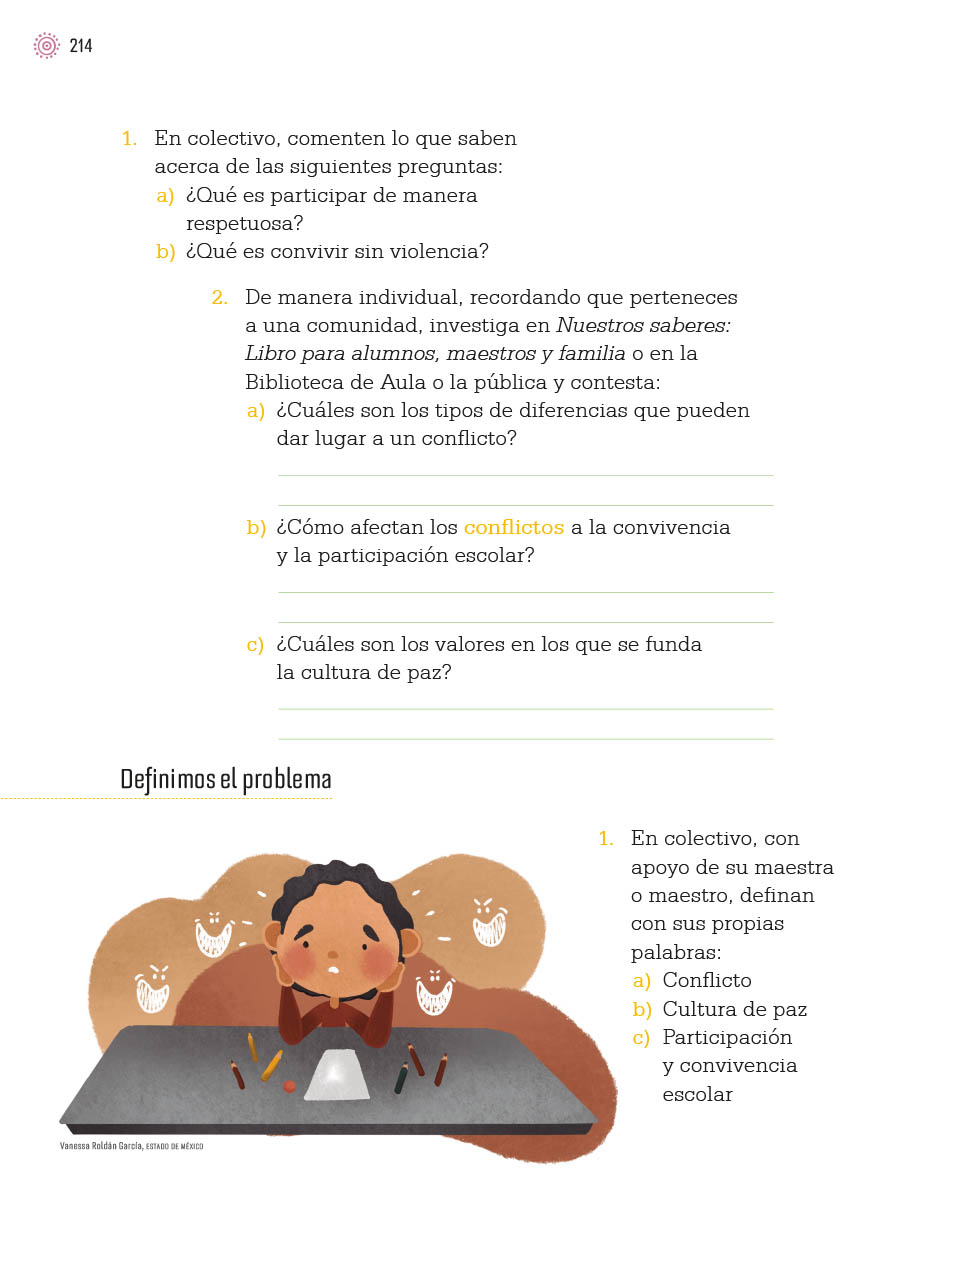 214
1. En colectivo, comenten lo que saben
acerca de las siguientes preguntas:
a) ¿Qué es participar de manera
respetuosa?
b) ¿Qué es convivir sin violencia?
2. De manera individual, recordando que perteneces
a una comunidad, investiga en Nuestros saberes:
Libro para alumnos, maestros y familia o en la
Biblioteca de Aula o la pública y contesta:
a) ¿Cuáles son los tipos de diferencias que pueden
dar lugar a un conflicto?
b) ¿Cómo afectan los conflictos a la convivencia
y la participación escolar?
c) ¿Cuáles son los valores en los que se funda
la cultura de paz?
Definimos el problema
1. En colectivo, con
apoyo de su maestra
o maestro, definan
con sus propias
palabras:
a) Conflicto
b) Cultura de paz
c) Participación
y convivencia
escolar
Vanessa Roldán García, ESTADO DE MÉXICO